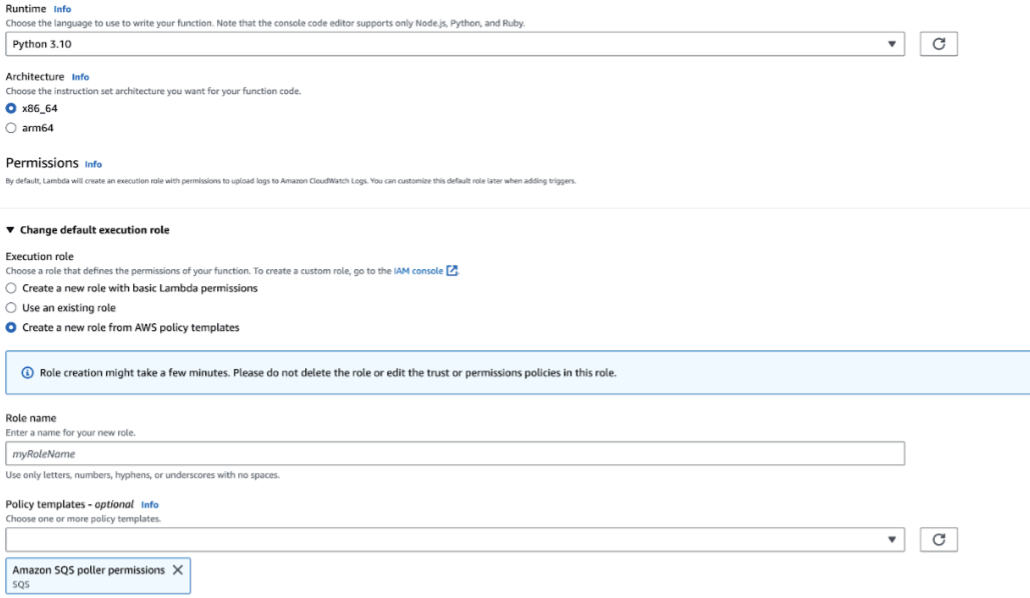 Runtime Info
Choose the language to use to write your function. Note that the console code editor supports only Node.js, Python, and Ruby.
Python 3.10
Architecture Info
Choose the instruction set architecture you want for your function code.
x86_64
arm64
Permissions Info
By default, Lambda will create an execution role with permissions to upload logs to Amazon CloudWatch Logs. You can customize this default role later when adding triggers.
Change default execution role
Execution role
Choose a role that defines the permissions of your function. To create a custom role, go to the IAM console.
Create a new role with basic Lambda permissions
Use an existing role
Create a new role from AWS policy templates
Role creation might take a few minutes. Please do not delete the role or edit the trust or permissions policies in this role.
Role name
Enter a name for your new role.
myRoleName
Use only letters, numbers, hyphens, or underscores with no spaces.
Policy templates - optional Info
Choose one or more policy templates.
Amazon SQS poller permissions
SQS